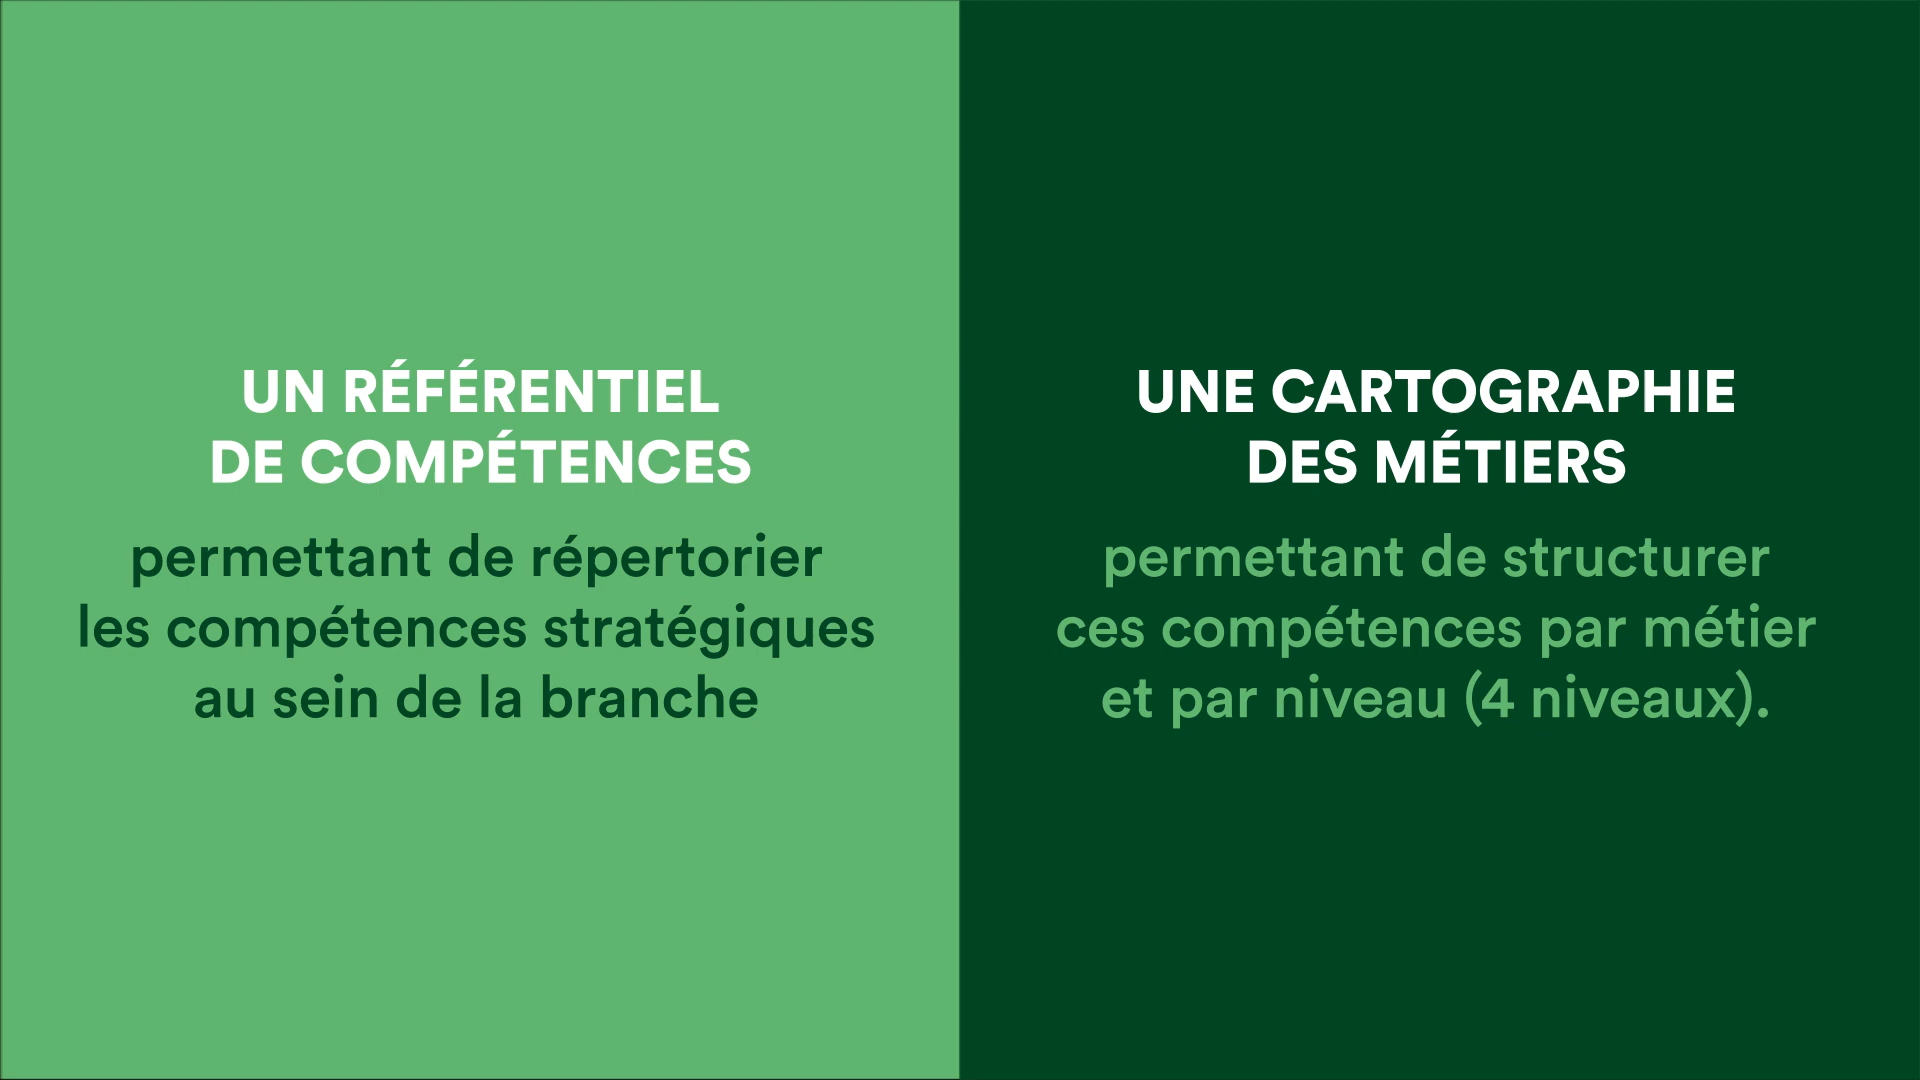 UN RÉFÉRENTIEL
DE COMPÉTENCES
permettant de répertorier
les compétences stratégiques
au sein de la branche
UNE CARTOGRAPHIE
DES MÉTIERS
permettant de structurer
ces compétences par métier
et par niveau (4 niveaux).